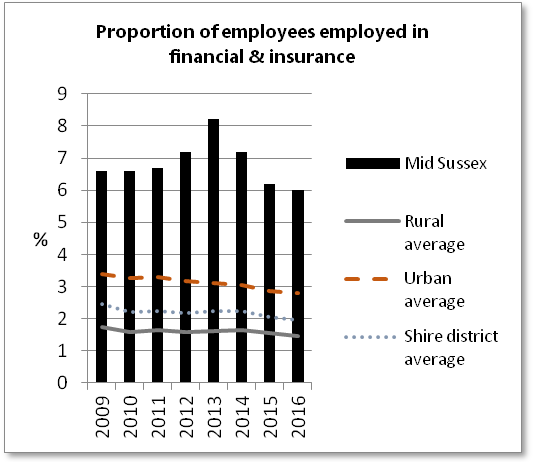 Proportion of employees employed in
financial & insurance
9
8
7
6
5
4
3
2
1
0
%
2009
2010
2011
2012
2013
2014
2015
2016
Mid Sussex
Rural
average
Urban
average
Shire district
average